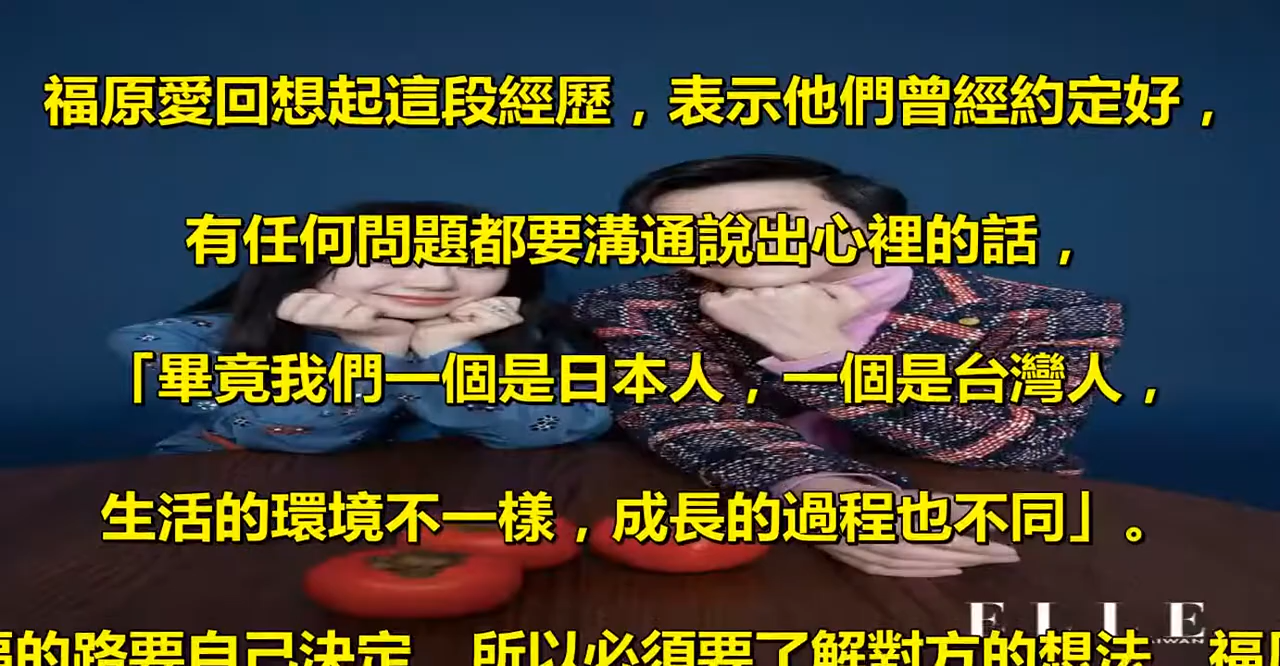 福原愛回想起這段經歷，表示他們曾經約定好，
有任何問題都要溝通說出心裡的話，
「畢竟我們一個是日本人，一個是台灣人，
生活的環境不一樣，成長的過程也不同」。
ELLE
TAIWAN
的路要自己決定，所以必須要了解對方的想法，福